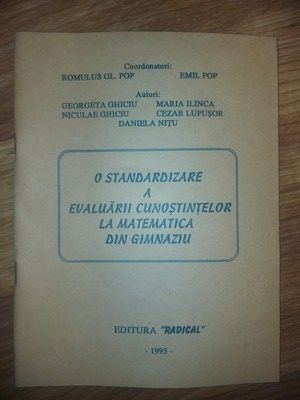 Coordonatori:
ROMULUS GL. POP EMIL POP
Autori:
GEORGETA GHICIU MARIA ILINCA
NICULAE GHICIU CEZAR LUPUȘOR
DANIELA NIȚU
O STANDARDIZARE
A
EVALUĂRII CUNOȘTINȚELOR
LA MATEMATICA
DIN GIMNAZIU
EDITURA "RADICAL"
- 1995 -